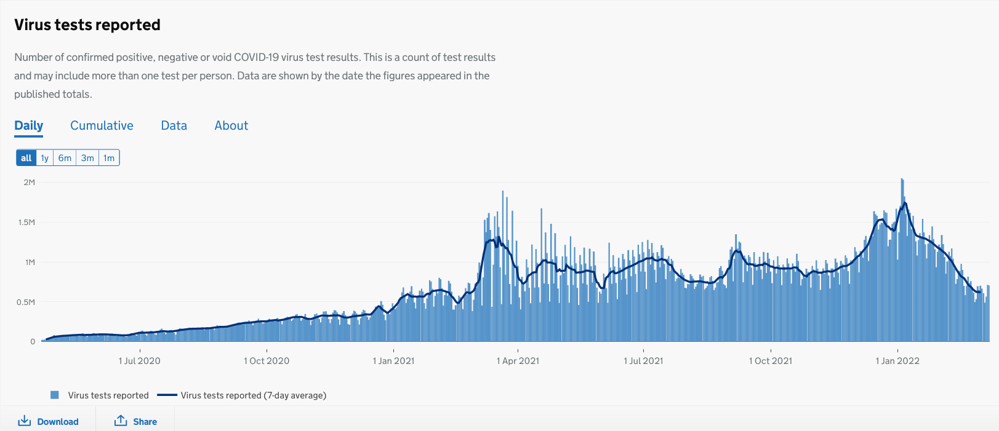 Virus tests reported
Number of confirmed positive, negative or void COVID-19 virus test results. This is a count of test results
and may include more than one test per person. Data are shown by the date the figures appeared in the
published totals.
Daily Cumulative Data About
all 1y 6m 3m 1m
2M
1.5M
1M
0.5M
0
1 Jul 2020 1 Oct 2020 1 Jan 2021 1 Apr 2021 1 Jul 2021 1 Oct 2021 1 Jan 2022
Virus tests reported Virus tests reported (7-day average)
Download Share